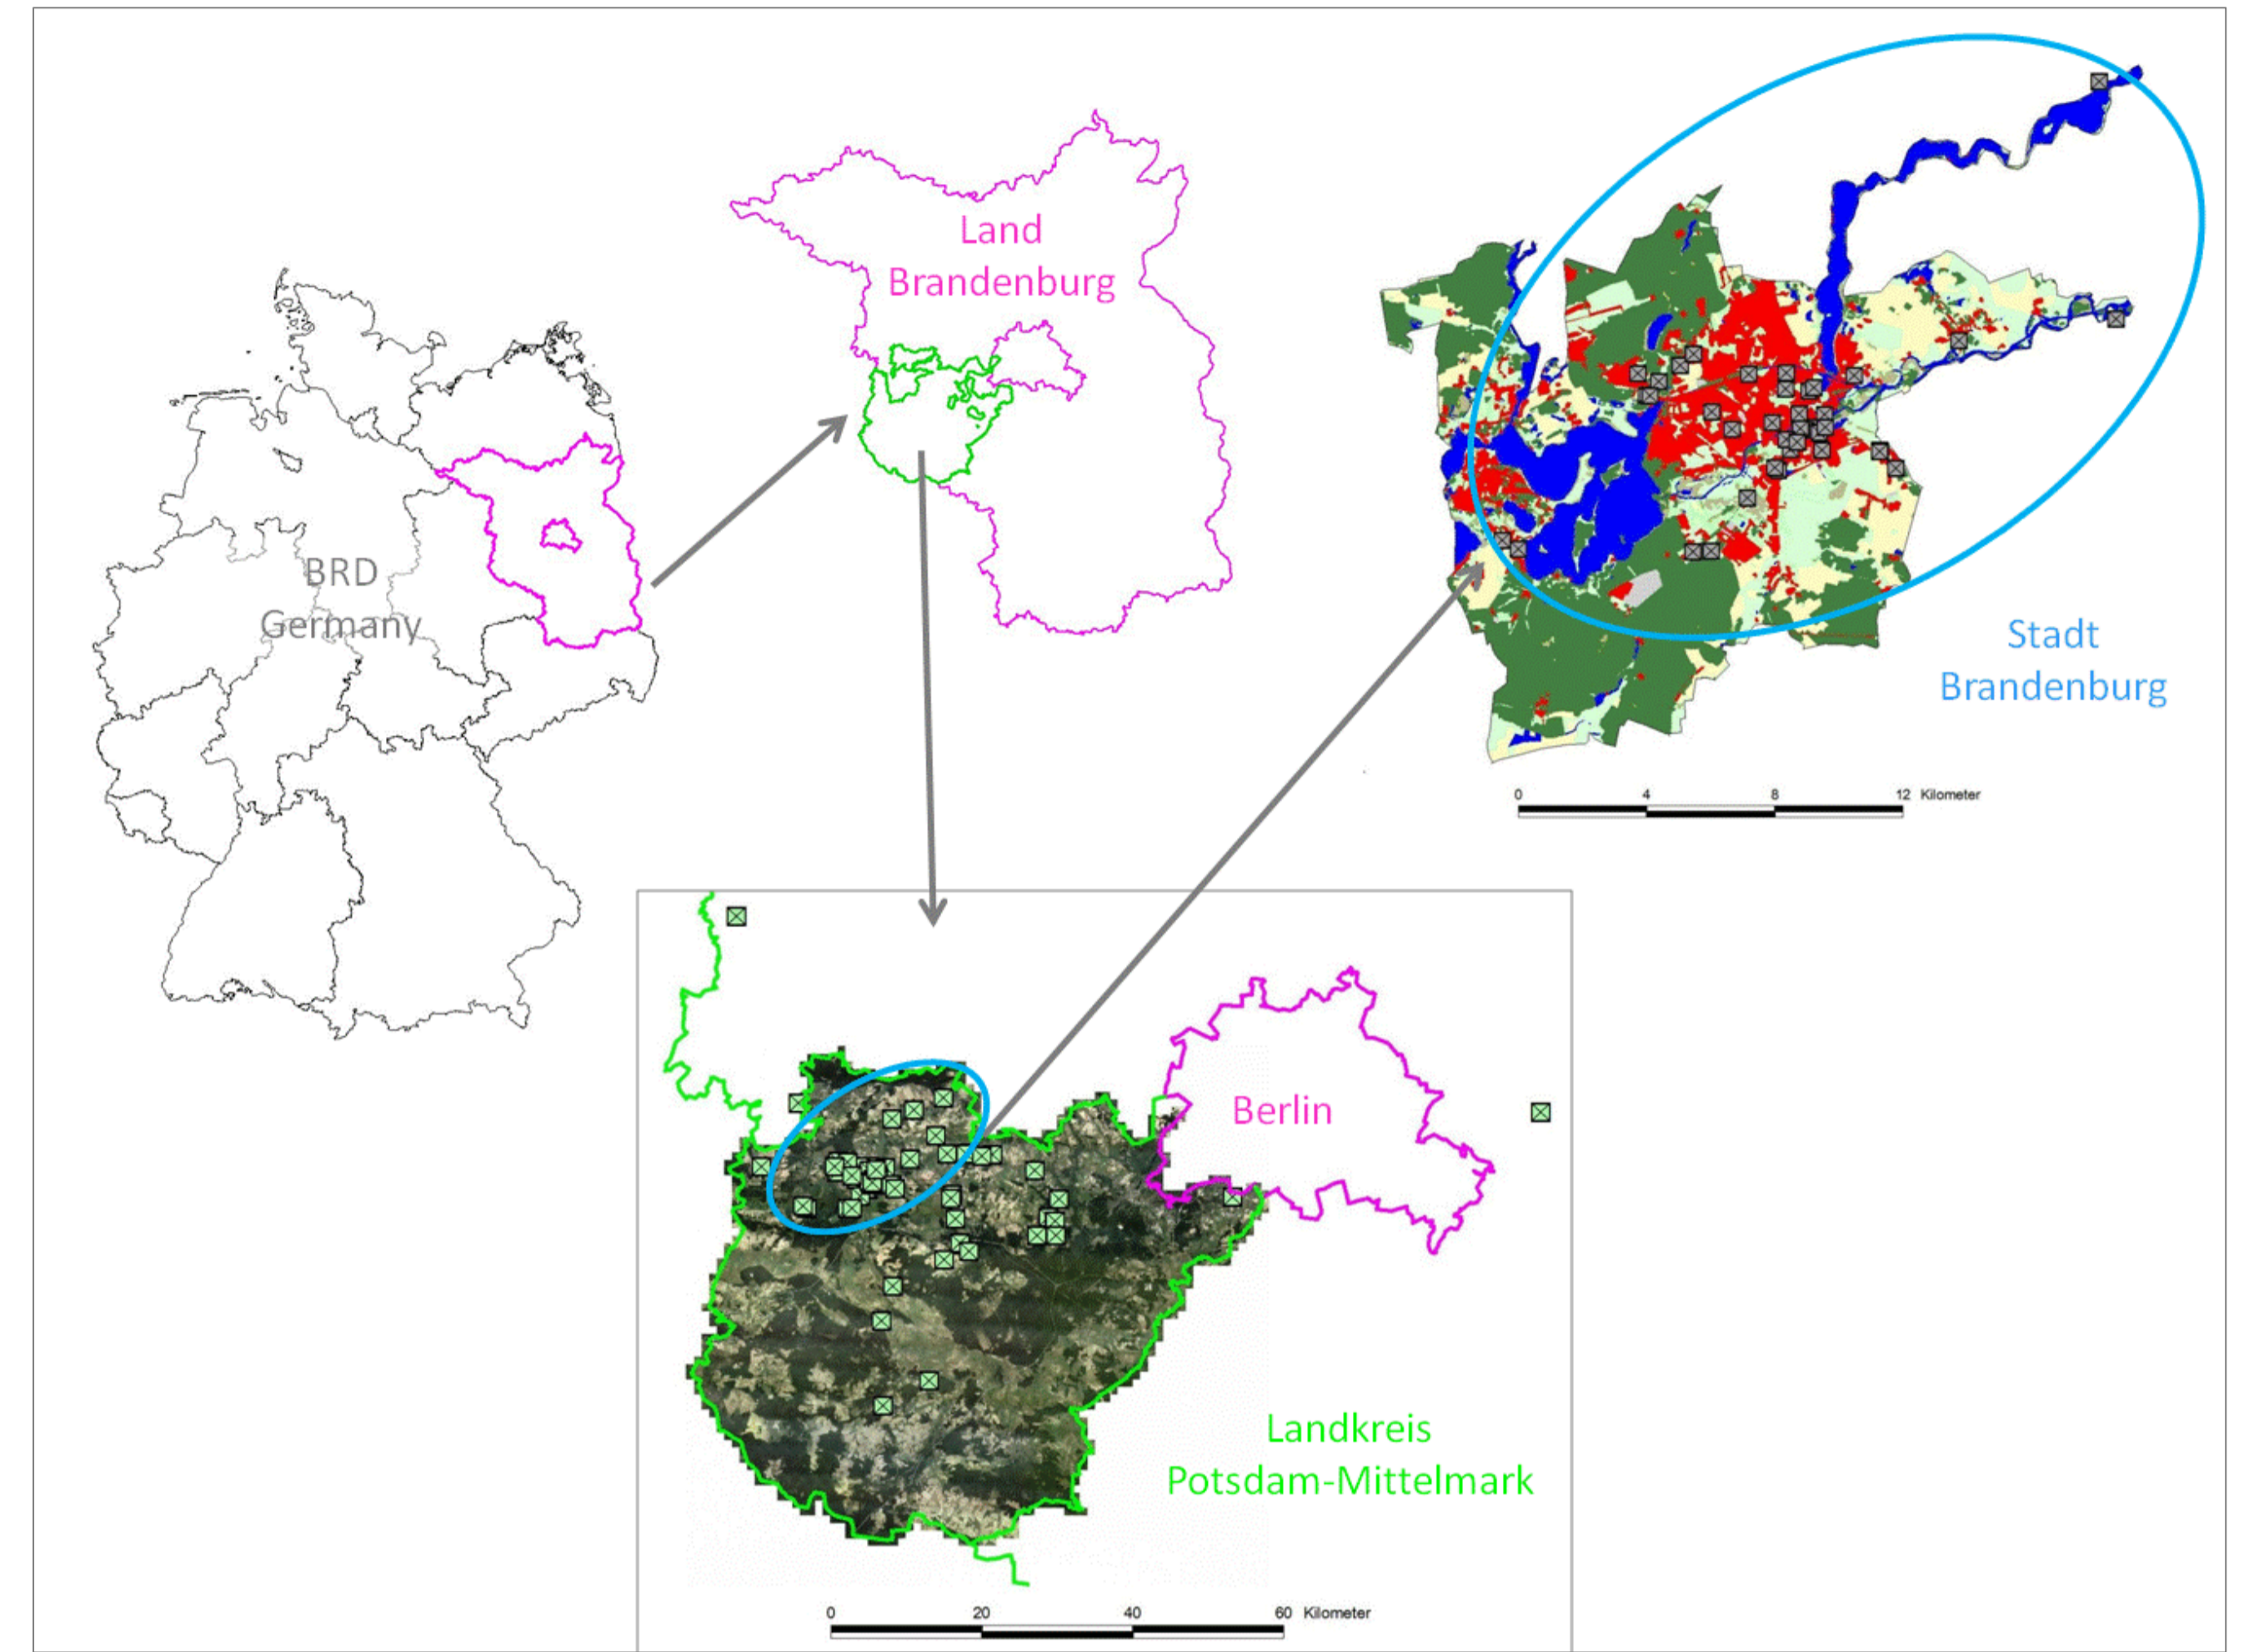 Land
Brandenburg
BRD
Germany
Stadt
Brandenburg
0 4 8 12 Kilometer
Berlin
Landkreis
Potsdam-Mittelmark
0 20 40 60 Kilometer